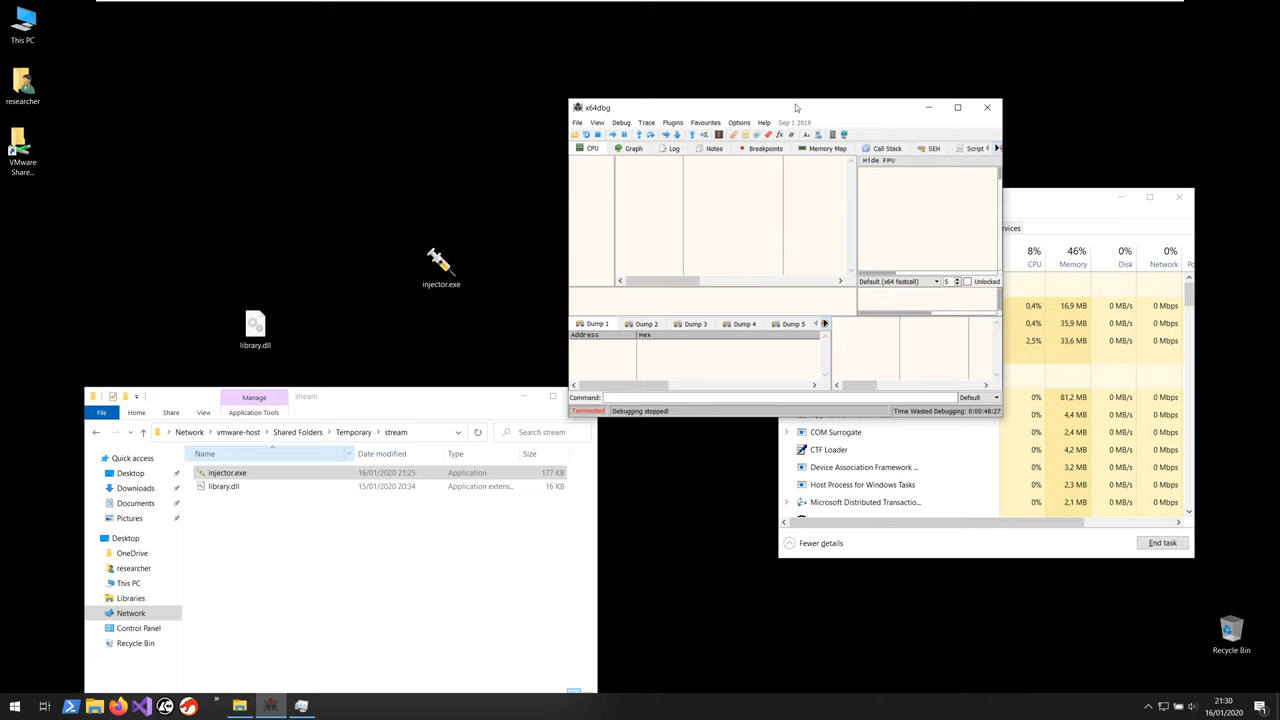 This PC
researcher
VMware
Share...
injector.exe
library.dll
x64dbg
File View Debug Trace Plugins Favourites Options Help Sep 1 2019
CPU Graph Log Notes Breakpoints Memory Map Call Stack SEH Script
Hide FPU
Default (x64 fastcall) 5 Unlocked
Dump 1 Dump 2 Dump 3 Dump 4 Dump 5
Address Hex
Command: Default
Terminated Debugging stopped! Time Wasted Debugging: 0:00:48:27
8% 46% 0% 0%
CPU Memory Disk Network
0,4% 16,9 MB 0 MB/s 0 Mbps
0,4% 35,9 MB 0 MB/s 0 Mbps
2,5% 33,6 MB 0 MB/s 0 Mbps
0% 81,2 MB 0 MB/s 0 Mbps
0% 4,4 MB 0 MB/s 0 Mbps
COM Surrogate 0% 3,2 MB 0 MB/s 0 Mbps
CTF Loader 0% 3,4 MB 0 MB/s 0 Mbps
Device Association Framework ... 0% 4,2 MB 0 MB/s 0 Mbps
Host Process for Windows Tasks 0% 2,3 MB 0 MB/s 0 Mbps
Microsoft Distributed Transactio... 0% 2,1 MB 0 MB/s 0 Mbps
Fewer details End task
Manage stream
File Home Share View Application Tools
Network vmware-host Shared Folders Temporary stream Search stream
Name Date modified Type Size
injector.exe 16/01/2020 21:25 Application 177 KB
library.dll 15/01/2020 20:34 Application extens... 16 KB
Quick access
Desktop
Downloads
Documents
Pictures
Desktop
OneDrive
researcher
This PC
Libraries
Network
Control Panel
Recycle Bin
Recycle Bin
21:30
16/01/2020